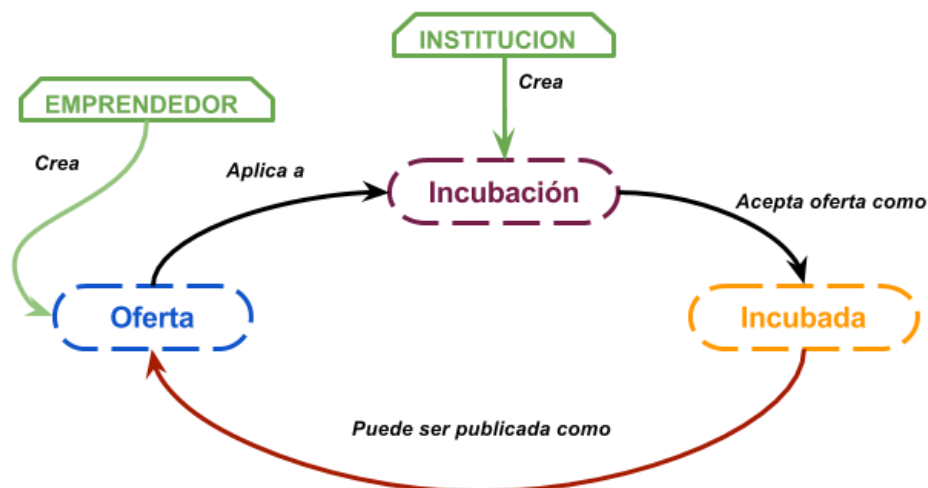 INSTITUCION
Crea
EMPRENDEDOR
Crea
Aplica a
Incubación
Acepta oferta como
Oferta
Incubada
Puede ser publicada como